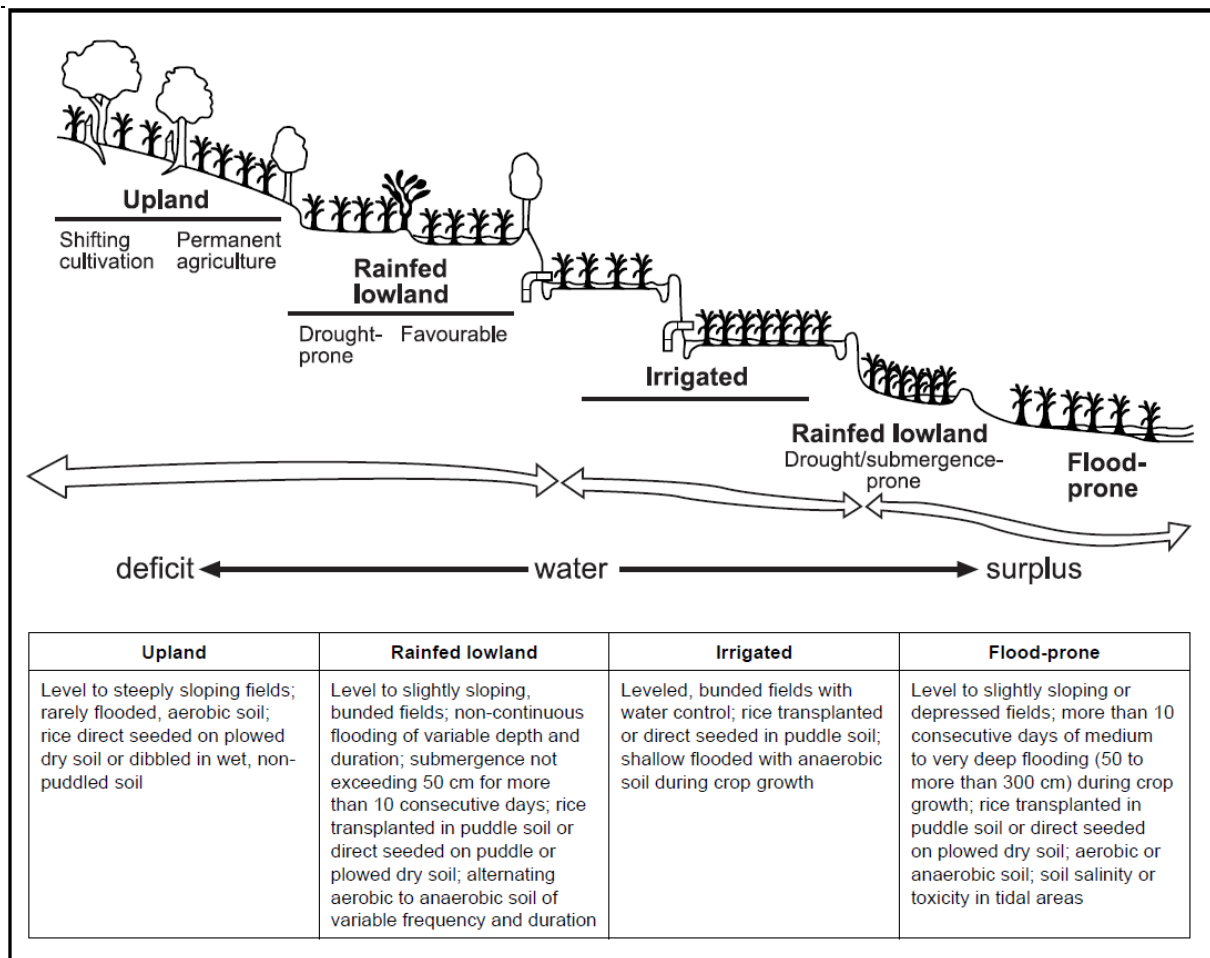 Upland
Shifting
cultivation
Permanent
agriculture
Rainfed
lowland
Drought-
prone
Favourable
Irrigated
Rainfed lowland
Drought/submergence-
prone
Flood-
prone
deficit
water
surplus
Upland
Level to steeply sloping fields;
rarely flooded, aerobic soil;
rice direct seeded on plowed
dry soil or dibbled in wet, non-
puddled soil
Rainfed lowland
Level to slightly sloping,
bunded fields; non-continuous
flooding of variable depth and
duration; submergence not
exceeding 50 cm for more
than 10 consecutive days; rice
transplanted in puddle soil or
direct seeded on puddle or
plowed dry soil; alternating
aerobic to anaerobic soil of
variable frequency and duration
Irrigated
Leveled, bunded fields with
water control; rice transplanted
or direct seeded in puddle soil;
shallow flooded with anaerobic
soil during crop growth
Flood-prone
Level to slightly sloping or
depressed fields; more than 10
consecutive days of medium
to very deep flooding (50 to
more than 300 cm) during crop
growth; rice transplanted in
puddle soil or direct seeded
on plowed dry soil; aerobic or
anaerobic soil; soil salinity or
toxicity in tidal areas